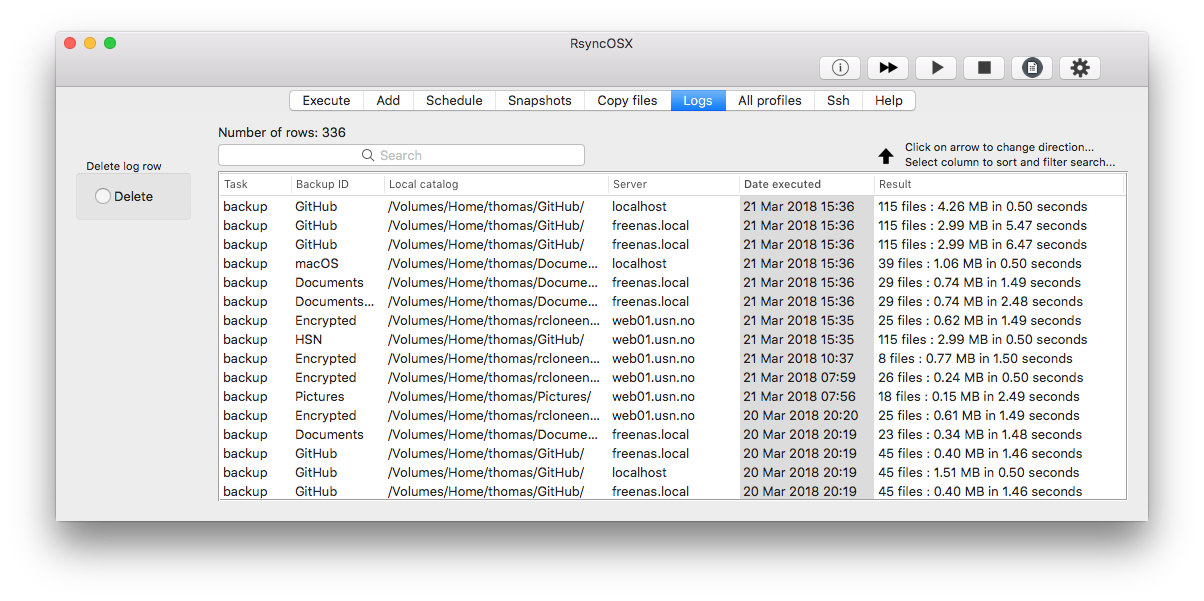 RsyncOSX
Execute Add Schedule Snapshots Copy files Logs All profiles Ssh Help
Number of rows: 336
Search
Click on arrow to change direction...
Select column to sort and filter search...
Delete log row
Delete
Task Backup ID Local catalog Server Date executed Result
backup GitHub /Volumes/Home/thomas/GitHub/ localhost 21 Mar 2018 15:36 115 files : 4.26 MB in 0.50 seconds
backup GitHub /Volumes/Home/thomas/GitHub/ freenas.local 21 Mar 2018 15:36 115 files : 2.99 MB in 5.47 seconds
backup GitHub /Volumes/Home/thomas/GitHub/ freenas.local 21 Mar 2018 15:36 115 files : 2.99 MB in 6.47 seconds
backup macOS /Volumes/Home/thomas/Docume... localhost 21 Mar 2018 15:36 39 files : 1.06 MB in 0.50 seconds
backup Documents /Volumes/Home/thomas/Docume... freenas.local 21 Mar 2018 15:36 29 files : 0.74 MB in 1.49 seconds
backup Documents... /Volumes/Home/thomas/Docume... freenas.local 21 Mar 2018 15:36 29 files : 0.74 MB in 2.48 seconds
backup Encrypted /Volumes/Home/thomas/rcloneen... web01.usn.no 21 Mar 2018 15:35 25 files : 0.62 MB in 1.49 seconds
backup HSN /Volumes/Home/thomas/GitHub/ web01.usn.no 21 Mar 2018 15:35 115 files : 2.99 MB in 0.50 seconds
backup Encrypted /Volumes/Home/thomas/rcloneen... web01.usn.no 21 Mar 2018 10:37 8 files : 0.77 MB in 1.50 seconds
backup Encrypted /Volumes/Home/thomas/rcloneen... web01.usn.no 21 Mar 2018 07:59 26 files : 0.24 MB in 0.50 seconds
backup Pictures /Volumes/Home/thomas/Pictures/ web01.usn.no 21 Mar 2018 07:56 18 files : 0.15 MB in 2.49 seconds
backup Encrypted /Volumes/Home/thomas/rcloneen... web01.usn.no 20 Mar 2018 20:20 25 files : 0.61 MB in 1.49 seconds
backup Documents /Volumes/Home/thomas/Docume... freenas.local 20 Mar 2018 20:19 23 files : 0.34 MB in 1.48 seconds
backup GitHub /Volumes/Home/thomas/GitHub/ freenas.local 20 Mar 2018 20:19 45 files : 0.40 MB in 1.46 seconds
backup GitHub /Volumes/Home/thomas/GitHub/ localhost 20 Mar 2018 20:19 45 files : 1.51 MB in 0.50 seconds
backup GitHub /Volumes/Home/thomas/GitHub/ freenas.local 20 Mar 2018 20:19 45 files : 0.40 MB in 1.46 seconds